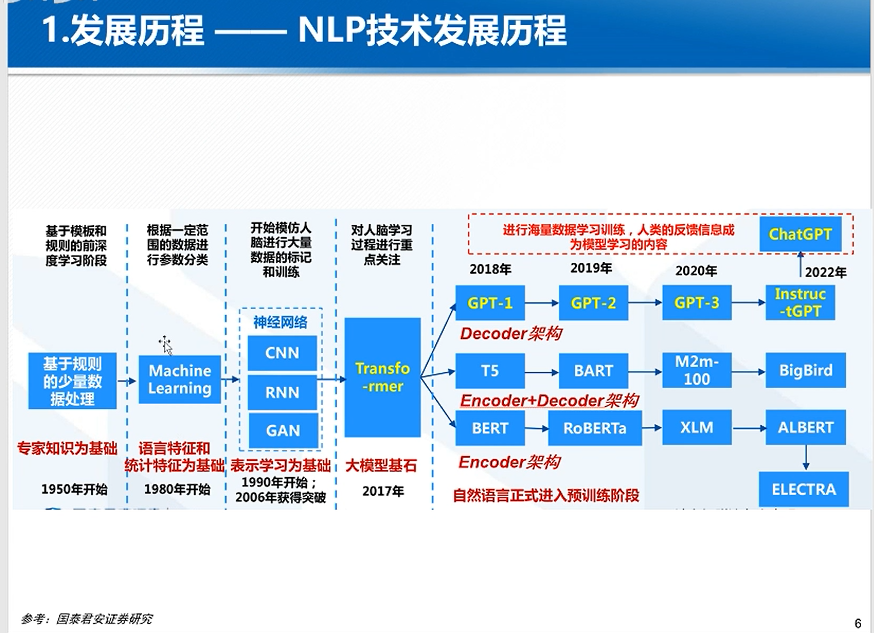 1.发展历程 —— NLP技术发展历程
基于模板和
规则的前深
度学习阶段
根据一定范
围的数据进
行参数分类
开始模仿人
脑进行大量
数据的标记
和训练
对人脑学习
过程进行重
点关注
进行海量数据学习训练，人类的反馈信息成
为模型学习的内容
ChatGPT
2018年
2019年
2020年
2022年
神经网络
CNN
RNN
GAN
基于规则
的少量数
据处理
Machine
Learning
Transfo
-rmer
GPT-1
GPT-2
GPT-3
Instruc
-tGPT
Decoder架构
T5
BART
M2m-
100
BigBird
Encoder+Decoder架构
BERT
RoBERTa
XLM
ALBERT
Encoder架构
ELECTRA
专家知识为基础
语言特征和
统计特征为基础
表示学习为基础
大模型基石
1950年开始
1980年开始
1990年开始；
2006年获得突破
2017年
自然语言正式进入预训练阶段
参考：国泰君安证券研究
6